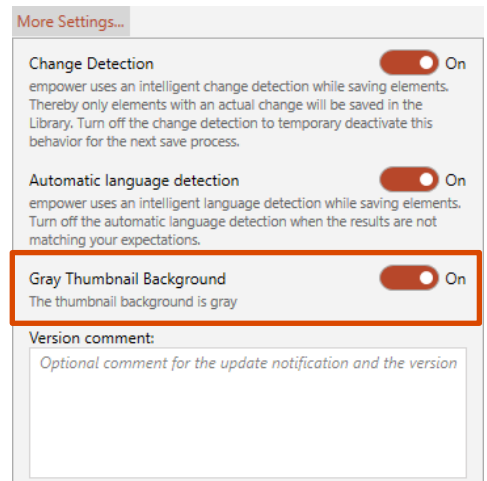 More Settings...
Change Detection On
empower uses an intelligent change detection while saving elements.
Thereby only elements with an actual change will be saved in the
Library. Turn off the change detection to temporary deactivate this
behavior for the next save process.
Automatic language detection On
empower uses an intelligent language detection while saving elements.
Turn off the automatic language detection when the results are not
matching your expectations.
Gray Thumbnail Background On
The thumbnail background is gray
Version comment:
Optional comment for the update notification and the version